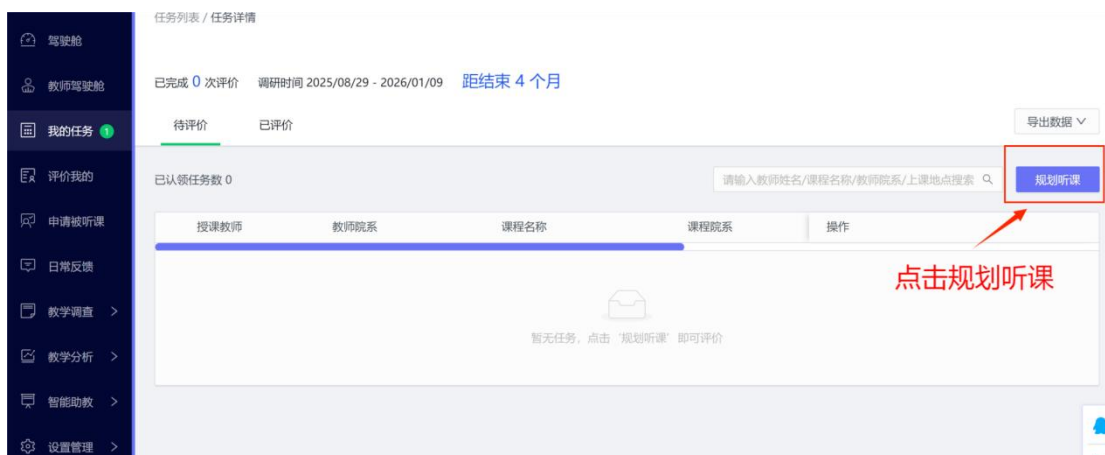 任务列表 / 任务详情
驾驶舱
教师驾驶舱
我的任务 1
评价我的
申请被听课
日常反馈
教学调查
教学分析
智能助教
设置管理
已完成 0 次评价 调研时间 2025/08/29 - 2026/01/09 距结束 4 个月
待评价 已评价
导出数据
已认领任务数 0
请输入教师姓名/课程名称/教师院系/上课地点搜索
规划听课
授课教师 教师院系 课程名称 课程院系 操作
点击规划听课
暂无任务，点击‘规划听课’即可评价